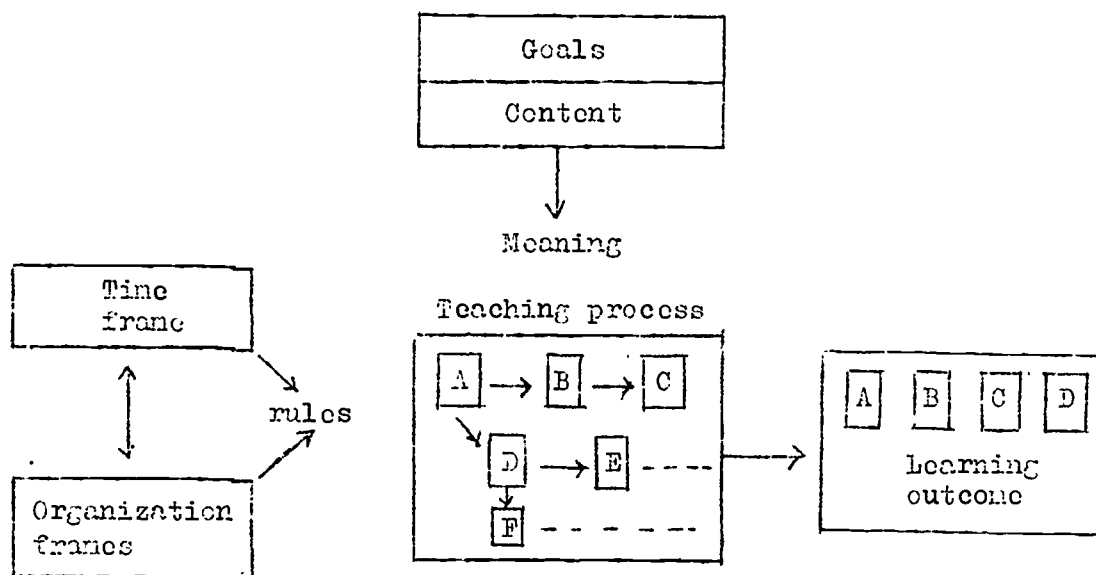 Goals
Content
Meaning
Time
frame
rules
Organization
frames
Teaching process
A B C
D E
F
A B C D
Learning
outcome